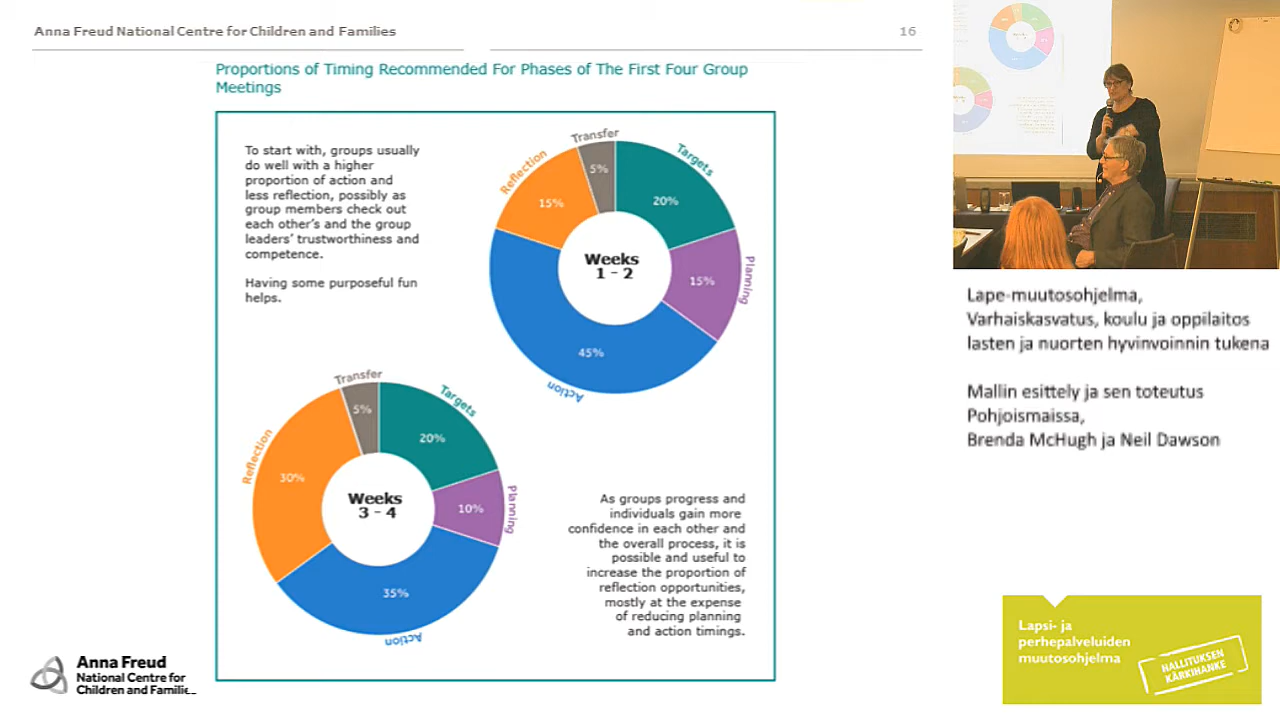 Anna Freud National Centre for Children and Families
16
Proportions of Timing Recommended For Phases of The First Four Group
Meetings
To start with, groups usually
do well with a higher
proportion of action and
less reflection, possibly as
group members check out
each other's and the group
leaders' trustworthiness and
competence.
Having some purposeful fun
helps.
Transfer
Targets
Reflection
Planning
Action
5%
20%
15%
15%
45%
Weeks
1 - 2
Transfer
Targets
Reflection
Planning
Action
5%
20%
30%
10%
35%
Weeks
3 - 4
As groups progress and
individuals gain more
confidence in each other and
the overall process, it is
possible and useful to
increase the proportion of
reflection opportunities,
mostly at the expense
of reducing planning
and action timings.
Anna Freud
National Centre for
Children and Families
Lape-muutosohjelma,
Varhaiskasvatus, koulu ja oppilaitos
lasten ja nuorten hyvinvoinnin tukena
Mallin esittely ja sen toteutus
Pohjoismaissa,
Brenda McHugh ja Neil Dawson
Lapsi- ja
perhepalveluiden
muutosohjelma
HALLITUKSEN
KÄRKIHANKE